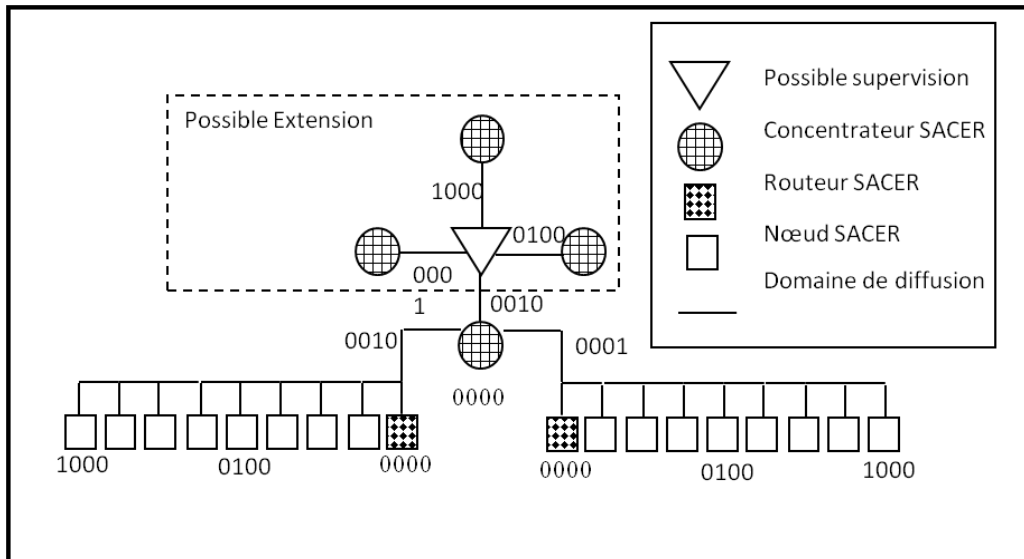 Possible Extension
1000
0100
000
1
0010
0010
0001
0000
1000
0100
0000
0000
0100
1000
Possible supervision
Concentrateur SACER
Routeur SACER
Nœud SACER
Domaine de diffusion